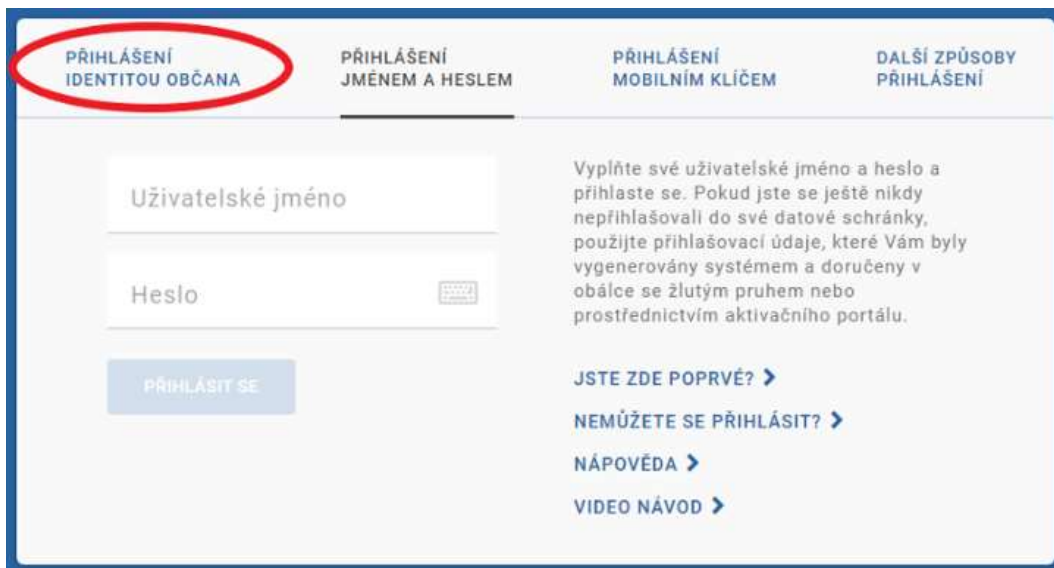 PŘIHLÁŠENÍ
IDENTITOU OBČANA
PŘIHLÁŠENÍ
JMÉNEM A HESLEM
PŘIHLÁŠENÍ
MOBILNÍM KLÍČEM
DALŠÍ ZPŮSOBY
PŘIHLÁŠENÍ
Uživatelské jméno
Heslo
PŘIHLÁSIT SE
Vyplňte své uživatelské jméno a heslo a
přihlaste se. Pokud jste se ještě nikdy
nepřihlašovali do své datové schránky,
použijte přihlašovací údaje, které Vám byly
vygenerovány systémem a doručeny v
obálce se žlutým pruhem nebo
prostřednictvím aktivačního portálu.
JSTE ZDE POPRVÉ?
NEMŮŽETE SE PŘIHLÁSIT?
NÁPOVĚDA
VIDEO NÁVOD